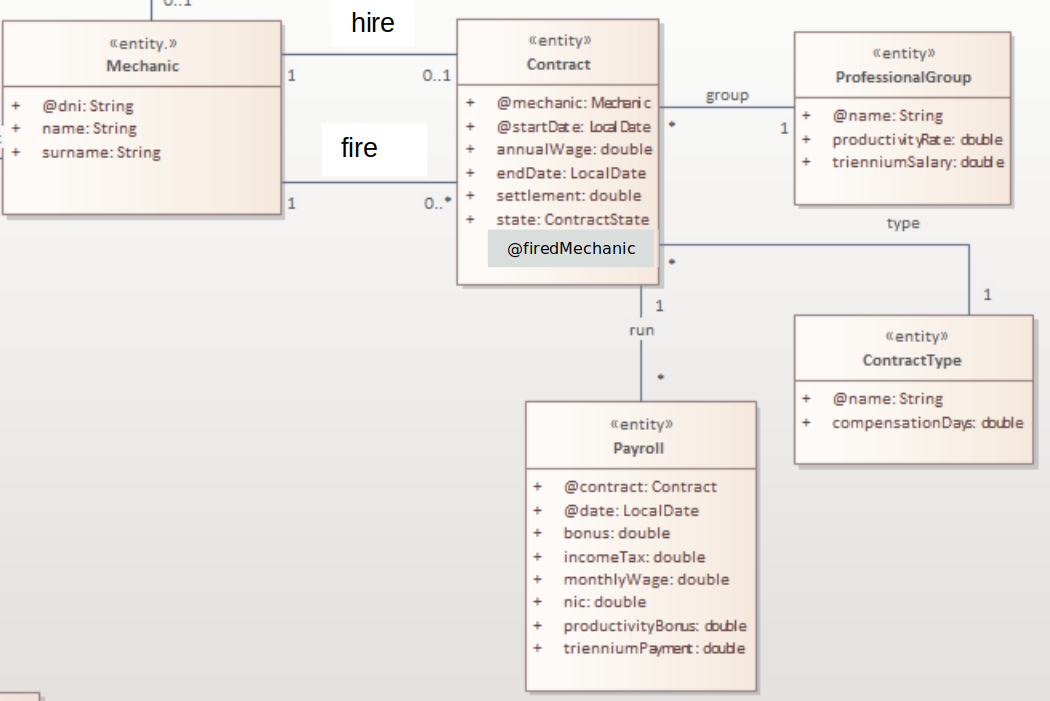 0..1
hire
«entity.»
Mechanic
@dni: String
name: String
surname: String
1
0..1
fire
1
0..*
«entity»
Contract
+ @mechanic: Mechanic
+ @startDate: LocalDate
+ annualWage: double
+ endDate: LocalDate
+ settlement: double
+ state: ContractState
@firedMechanic
group
*
1
«entity»
ProfessionalGroup
+ @name: String
+ productivityRate: double
+ trienniumSalary: double
type
*
1
«entity»
ContractType
+ @name: String
+ compensationDays: double
1
run
*
«entity»
Payroll
+ @contract: Contract
+ @date: LocalDate
+ bonus: double
+ incomeTax: double
+ monthlyWage: double
+ nic: double
+ productivityBonus: double
+ trienniumPayment: double